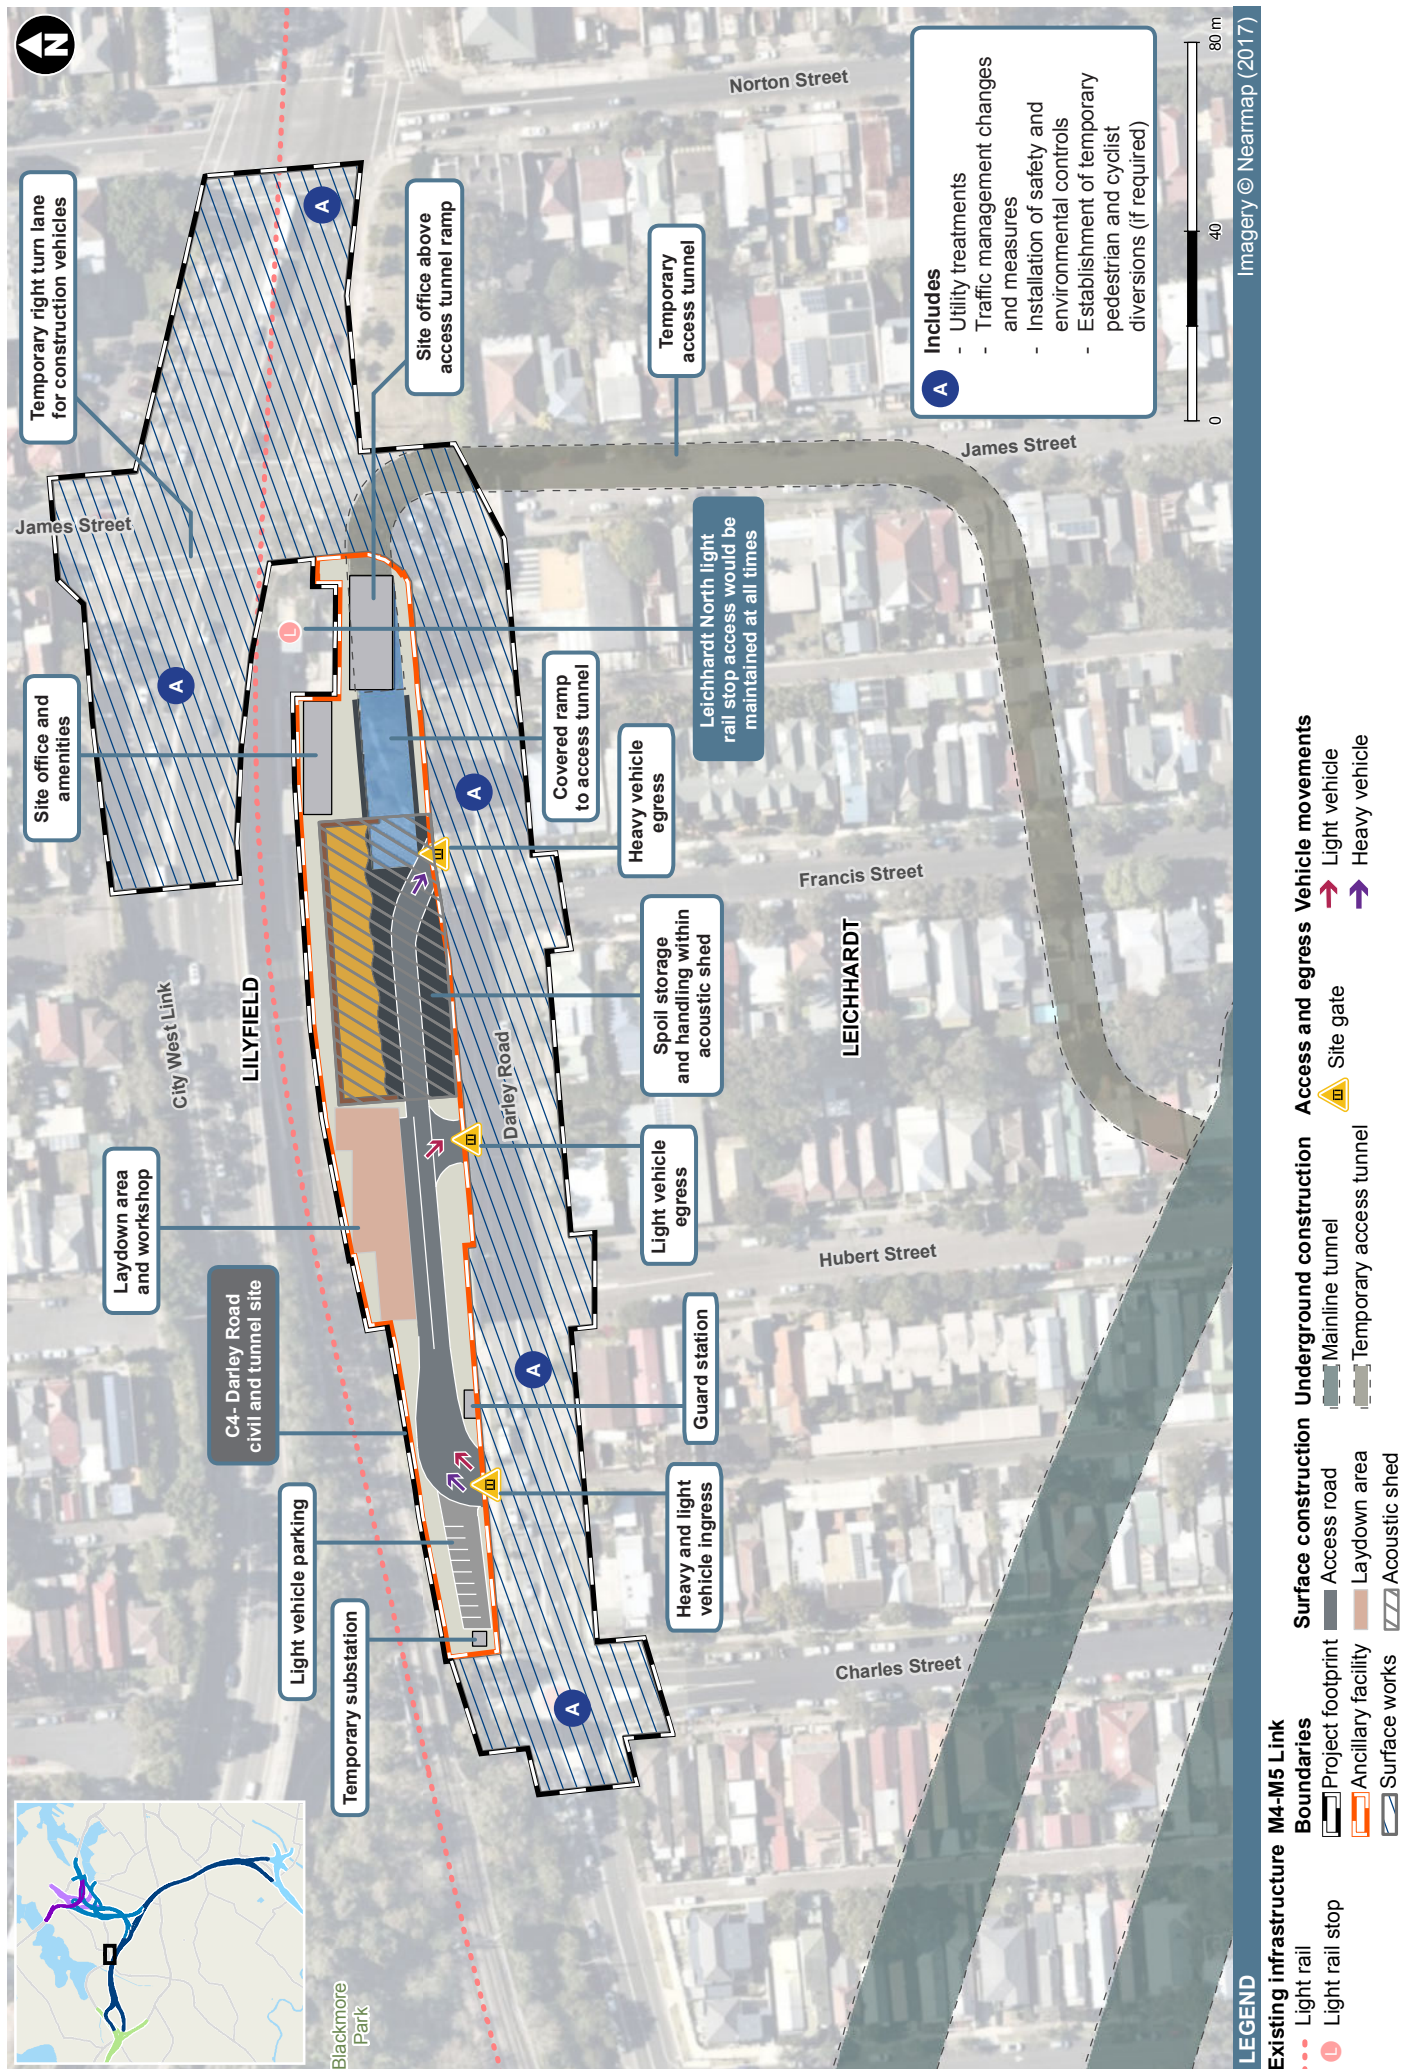 N
Temporary right turn lane
for construction vehicles
Site office and
amenities
Laydown area
and workshop
C4- Darley Road
civil and tunnel site
Light vehicle parking
Temporary substation
Blackmore
Park
James Street
City West Link
LILYFIELD
A
A
L
Site office above
access tunnel ramp
Norton Street
Temporary
access tunnel
Leichhardt North light
rail stop access would be
maintained at all times
Covered ramp
to access tunnel
Heavy vehicle
egress
Spoil storage
and handling within
acoustic shed
Light vehicle
egress
Guard station
Heavy and light
vehicle ingress
A
A
A
Darley Road
James Street
Francis Street
LEICHHARDT
Hubert Street
Charles Street
A
Includes
- Utility treatments
- Traffic management changes
and measures
- Installation of safety and
environmental controls
- Establishment of temporary
pedestrian and cyclist
diversions (if required)
0 40 80 m
LEGEND
Imagery © Nearmap (2017)
Existing infrastructure
Light rail
L Light rail stop
M4-M5 Link
Boundaries
Project footprint
Ancillary facility
Surface works
Surface construction
Access road
Laydown area
Acoustic shed
Underground construction
Mainline tunnel
Temporary access tunnel
Access and egress
Site gate
Vehicle movements
Light vehicle
Heavy vehicle